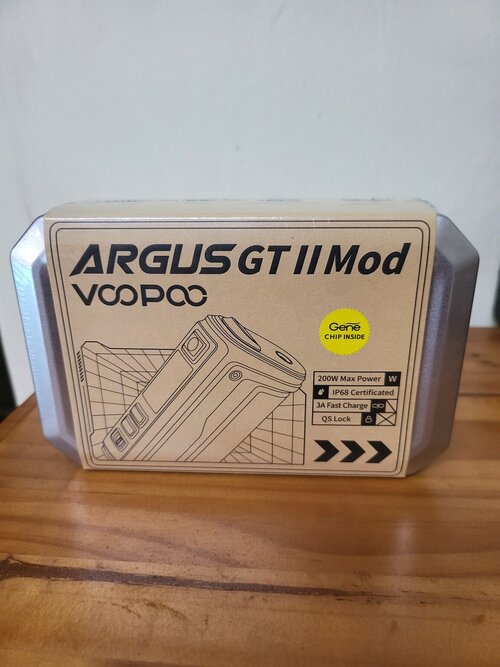 ARGUS GT II Mod
VOOPOO
Gene
CHIP INSIDE
200W Max Power W
IP68 Certificated
3A Fast Charge
QS Lock